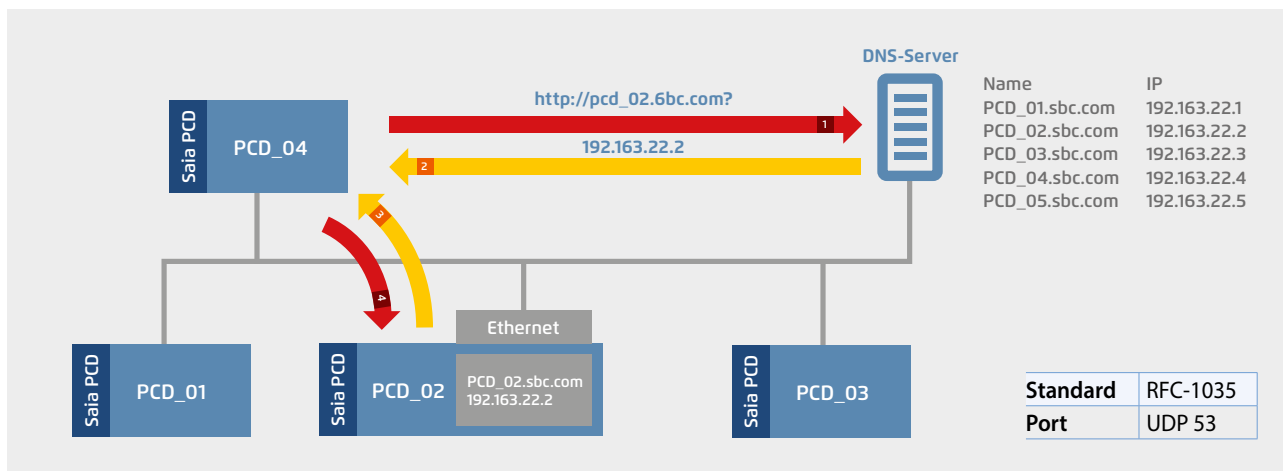 DNS-Server
http://pcd_02.6bc.com?
Name IP
PCD_01.sbc.com 192.163.22.1
PCD_02.sbc.com 192.163.22.2
PCD_03.sbc.com 192.163.22.3
PCD_04.sbc.com 192.163.22.4
PCD_05.sbc.com 192.163.22.5
Saia PCD
PCD_04
1
192.163.22.2
2
3
4
Ethernet
Saia PCD
PCD_01
Saia PCD
PCD_02
PCD_02.sbc.com
192.163.22.2
Saia PCD
PCD_03
Standard RFC-1035
Port UDP 53